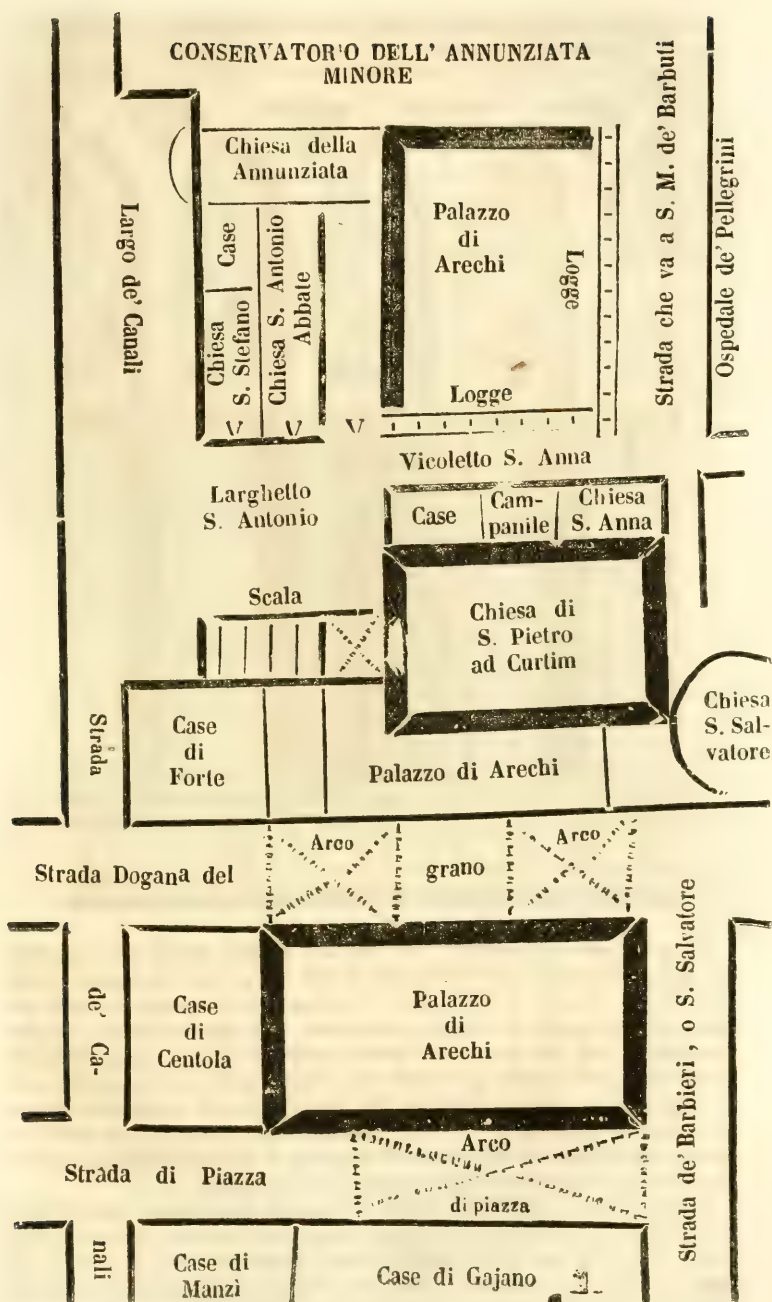 CONSERVATORIO DELL' ANNUNZIATA
MINORE
Chiesa della
Annunziata
Largo de' Canali
Case
Chiesa
S. Stefano
Chiesa S. Antonio
Abbate
Palazzo
di
Arechi
Logge
Logge
Strada che va a S. M. de' Barbuti
Ospedale de' Pellegrini
Vicoletto S. Anna
Larghetto
S. Antonio
Case
Cam-
panile
Chiesa
S. Anna
Scala
Chiesa di
S. Pietro
ad Curtim
Chiesa
S. Sal-
vatore
Strada
Case
di
Forte
Palazzo di Arechi
Arco
Arco
Strada Dogana del
grano
de' Ca-
Case
di
Centola
Palazzo
di
Arechi
Strada de' Barbieri, o S. Salvatore
Arco
Strada di Piazza
di piazza
nali
Case di
Manzì
Case di Gajano